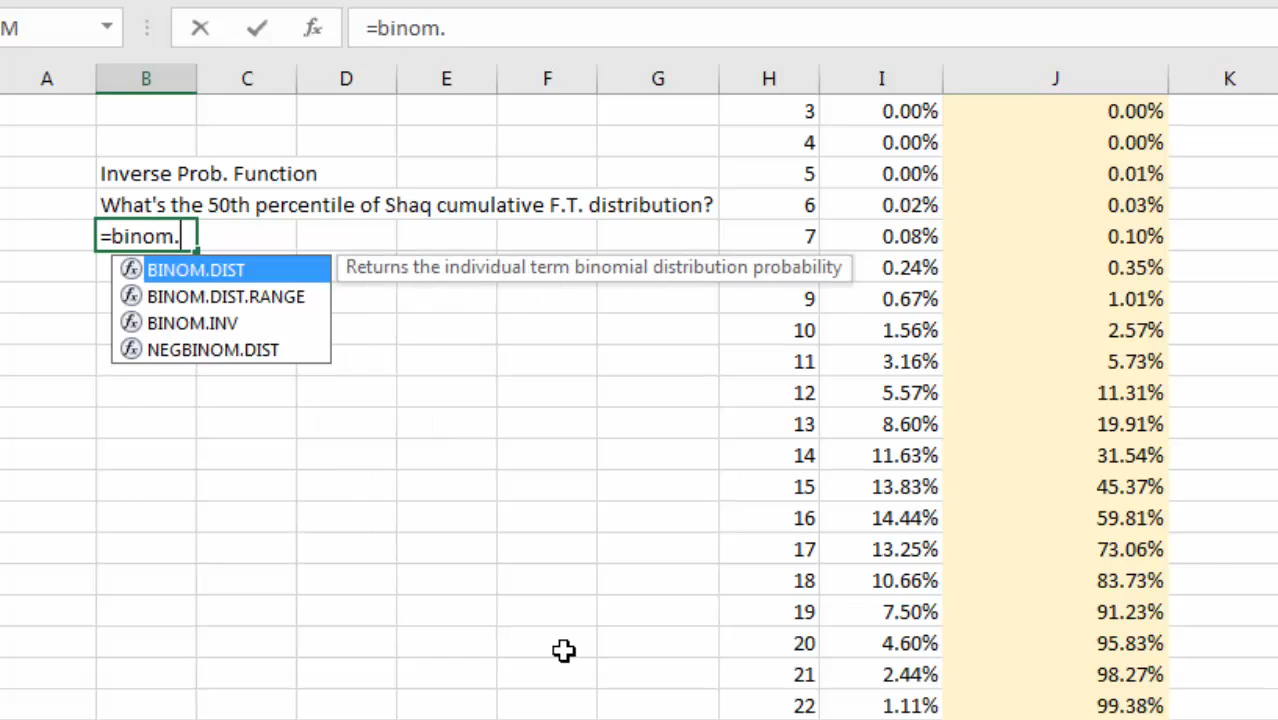 M =binom.
A B C D E F G H I J K
3 0.00% 0.00%
4 0.00% 0.00%
Inverse Prob. Function 5 0.00% 0.01%
What's the 50th percentile of Shaq cumulative F.T. distribution? 6 0.02% 0.03%
=binom. 7 0.08% 0.10%
BINOM.DIST Returns the individual term binomial distribution probability 0.24% 0.35%
BINOM.DIST.RANGE 9 0.67% 1.01%
BINOM.INV 10 1.56% 2.57%
NEGBINOM.DIST 11 3.16% 5.73%
12 5.57% 11.31%
13 8.60% 19.91%
14 11.63% 31.54%
15 13.83% 45.37%
16 14.44% 59.81%
17 13.25% 73.06%
18 10.66% 83.73%
19 7.50% 91.23%
20 4.60% 95.83%
21 2.44% 98.27%
22 1.11% 99.38%